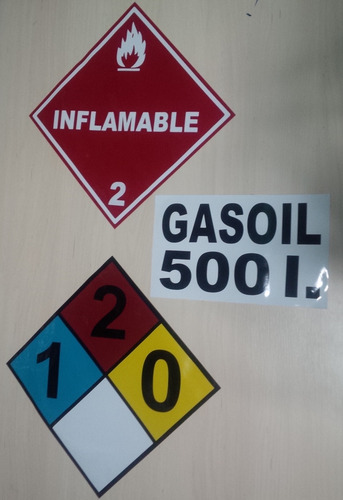 INFLAMABLE
2
GASOIL
500 l.
2
1
0